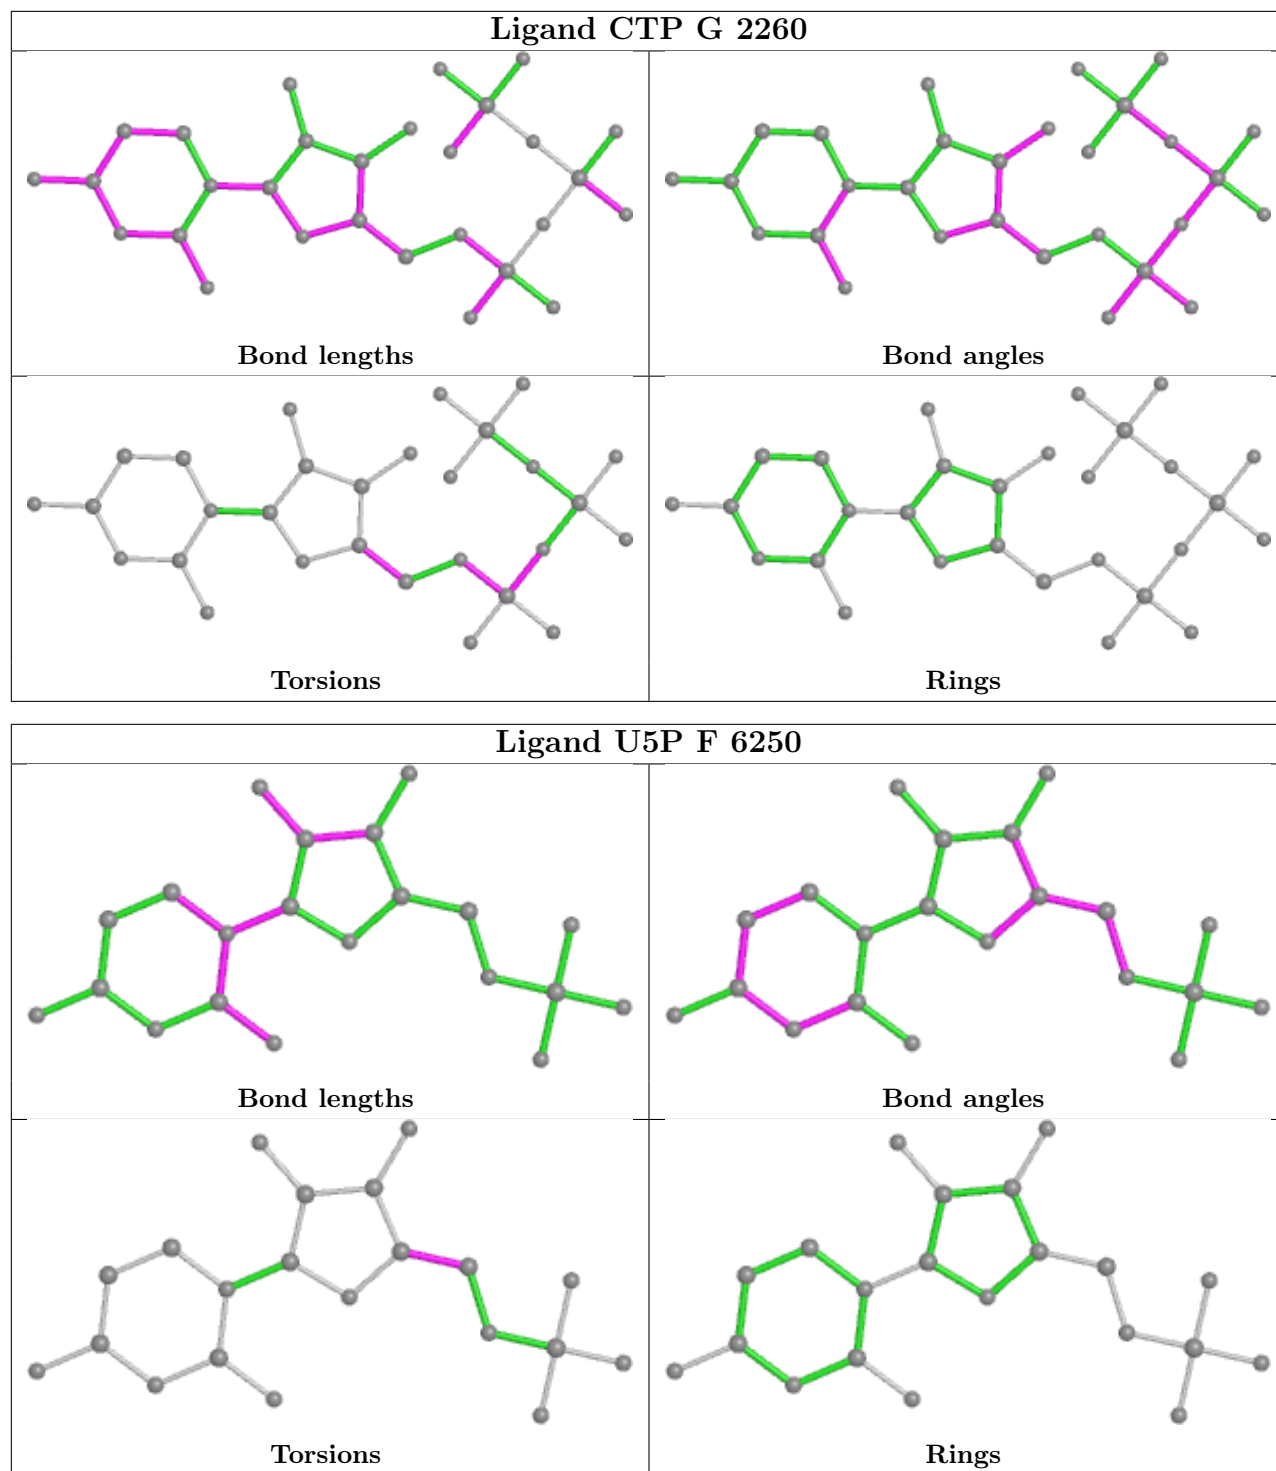 Ligand CTP G 2260
Bond lengths
Bond angles
Torsions
Rings
Ligand U5P F 6250
Bond lengths
Bond angles
Torsions
Rings